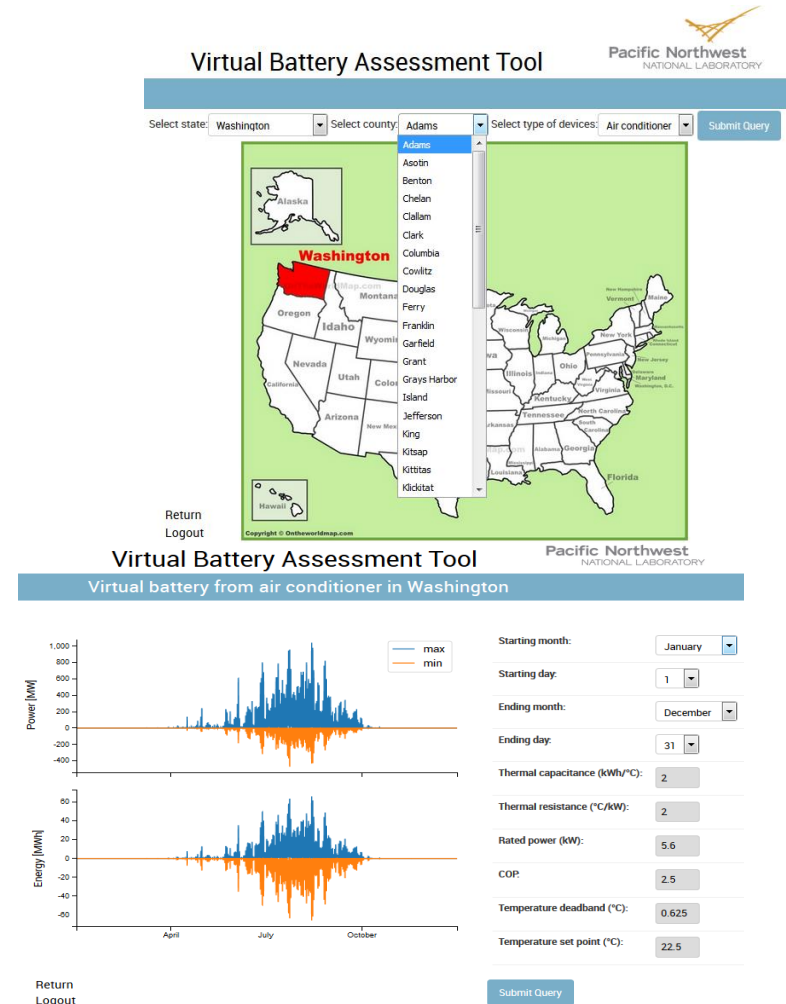 Virtual Battery Assessment Tool
Pacific Northwest
NATIONAL LABORATORY
Select state: Washington Select county: Adams Select type of devices: Air conditioner Submit Query
Adams
Asotin
Benton
Chelan
Clallam
Clark
Columbia
Cowlitz
Douglas
Ferry
Franklin
Garfield
Grant
Grays Harbor
Island
Jefferson
King
Kitsap
Kittitas
Klickitat
Alaska
Washington
Montana
Oregon
Idaho
Wyomi
Nevada
Utah
Colo
California
Arizona
New Mex
Hawaii
Wisconsin
Michigan
Illinois
Indiana
Ohio
Kentucky
Tennessee
Alabama
Georgia
Louisiana
Florida
South
Carolina
North Carolina
Virginia
Pennsylvania
New York
New Hampshire
Vermont
Maine
New Jersey
Maryland
Washington, D.C.
Copyright © Ontheworldmap.com
Return
Logout
Virtual Battery Assessment Tool
Pacific Northwest
NATIONAL LABORATORY
Virtual battery from air conditioner in Washington
max
min
Power [MW]
1,000
800
600
400
200
0
-200
-400
Energy [MWh]
60
40
20
0
-20
-40
-60
April July October
Starting month: January
Starting day: 1
Ending month: December
Ending day: 31
Thermal capacitance (kWh/°C): 2
Thermal resistance (°C/kW): 2
Rated power (kW): 5.6
COP: 2.5
Temperature deadband (°C): 0.625
Temperature set point (°C): 22.5
Submit Query
Return
Logout